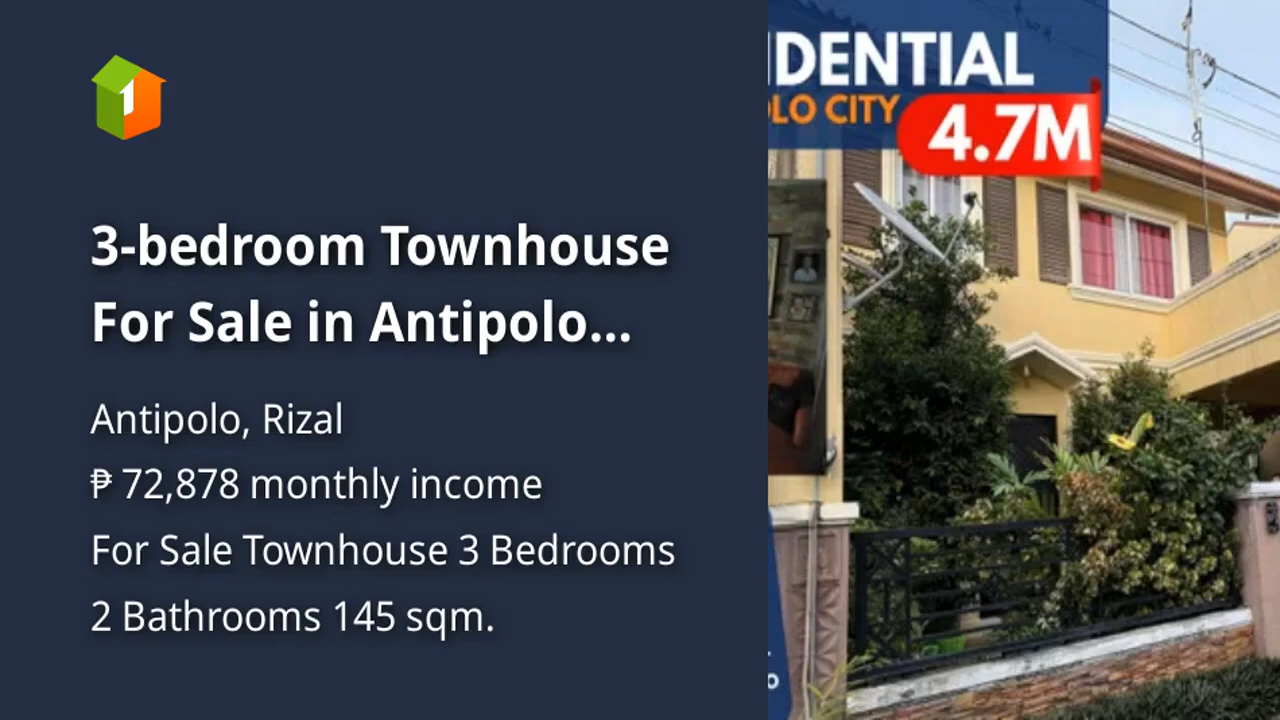 3-bedroom Townhouse
For Sale in Antipolo...
Antipolo, Rizal
₱ 72,878 monthly income
For Sale Townhouse 3 Bedrooms
2 Bathrooms 145 sqm.
IDENTIAL
OLO CITY
4.7M